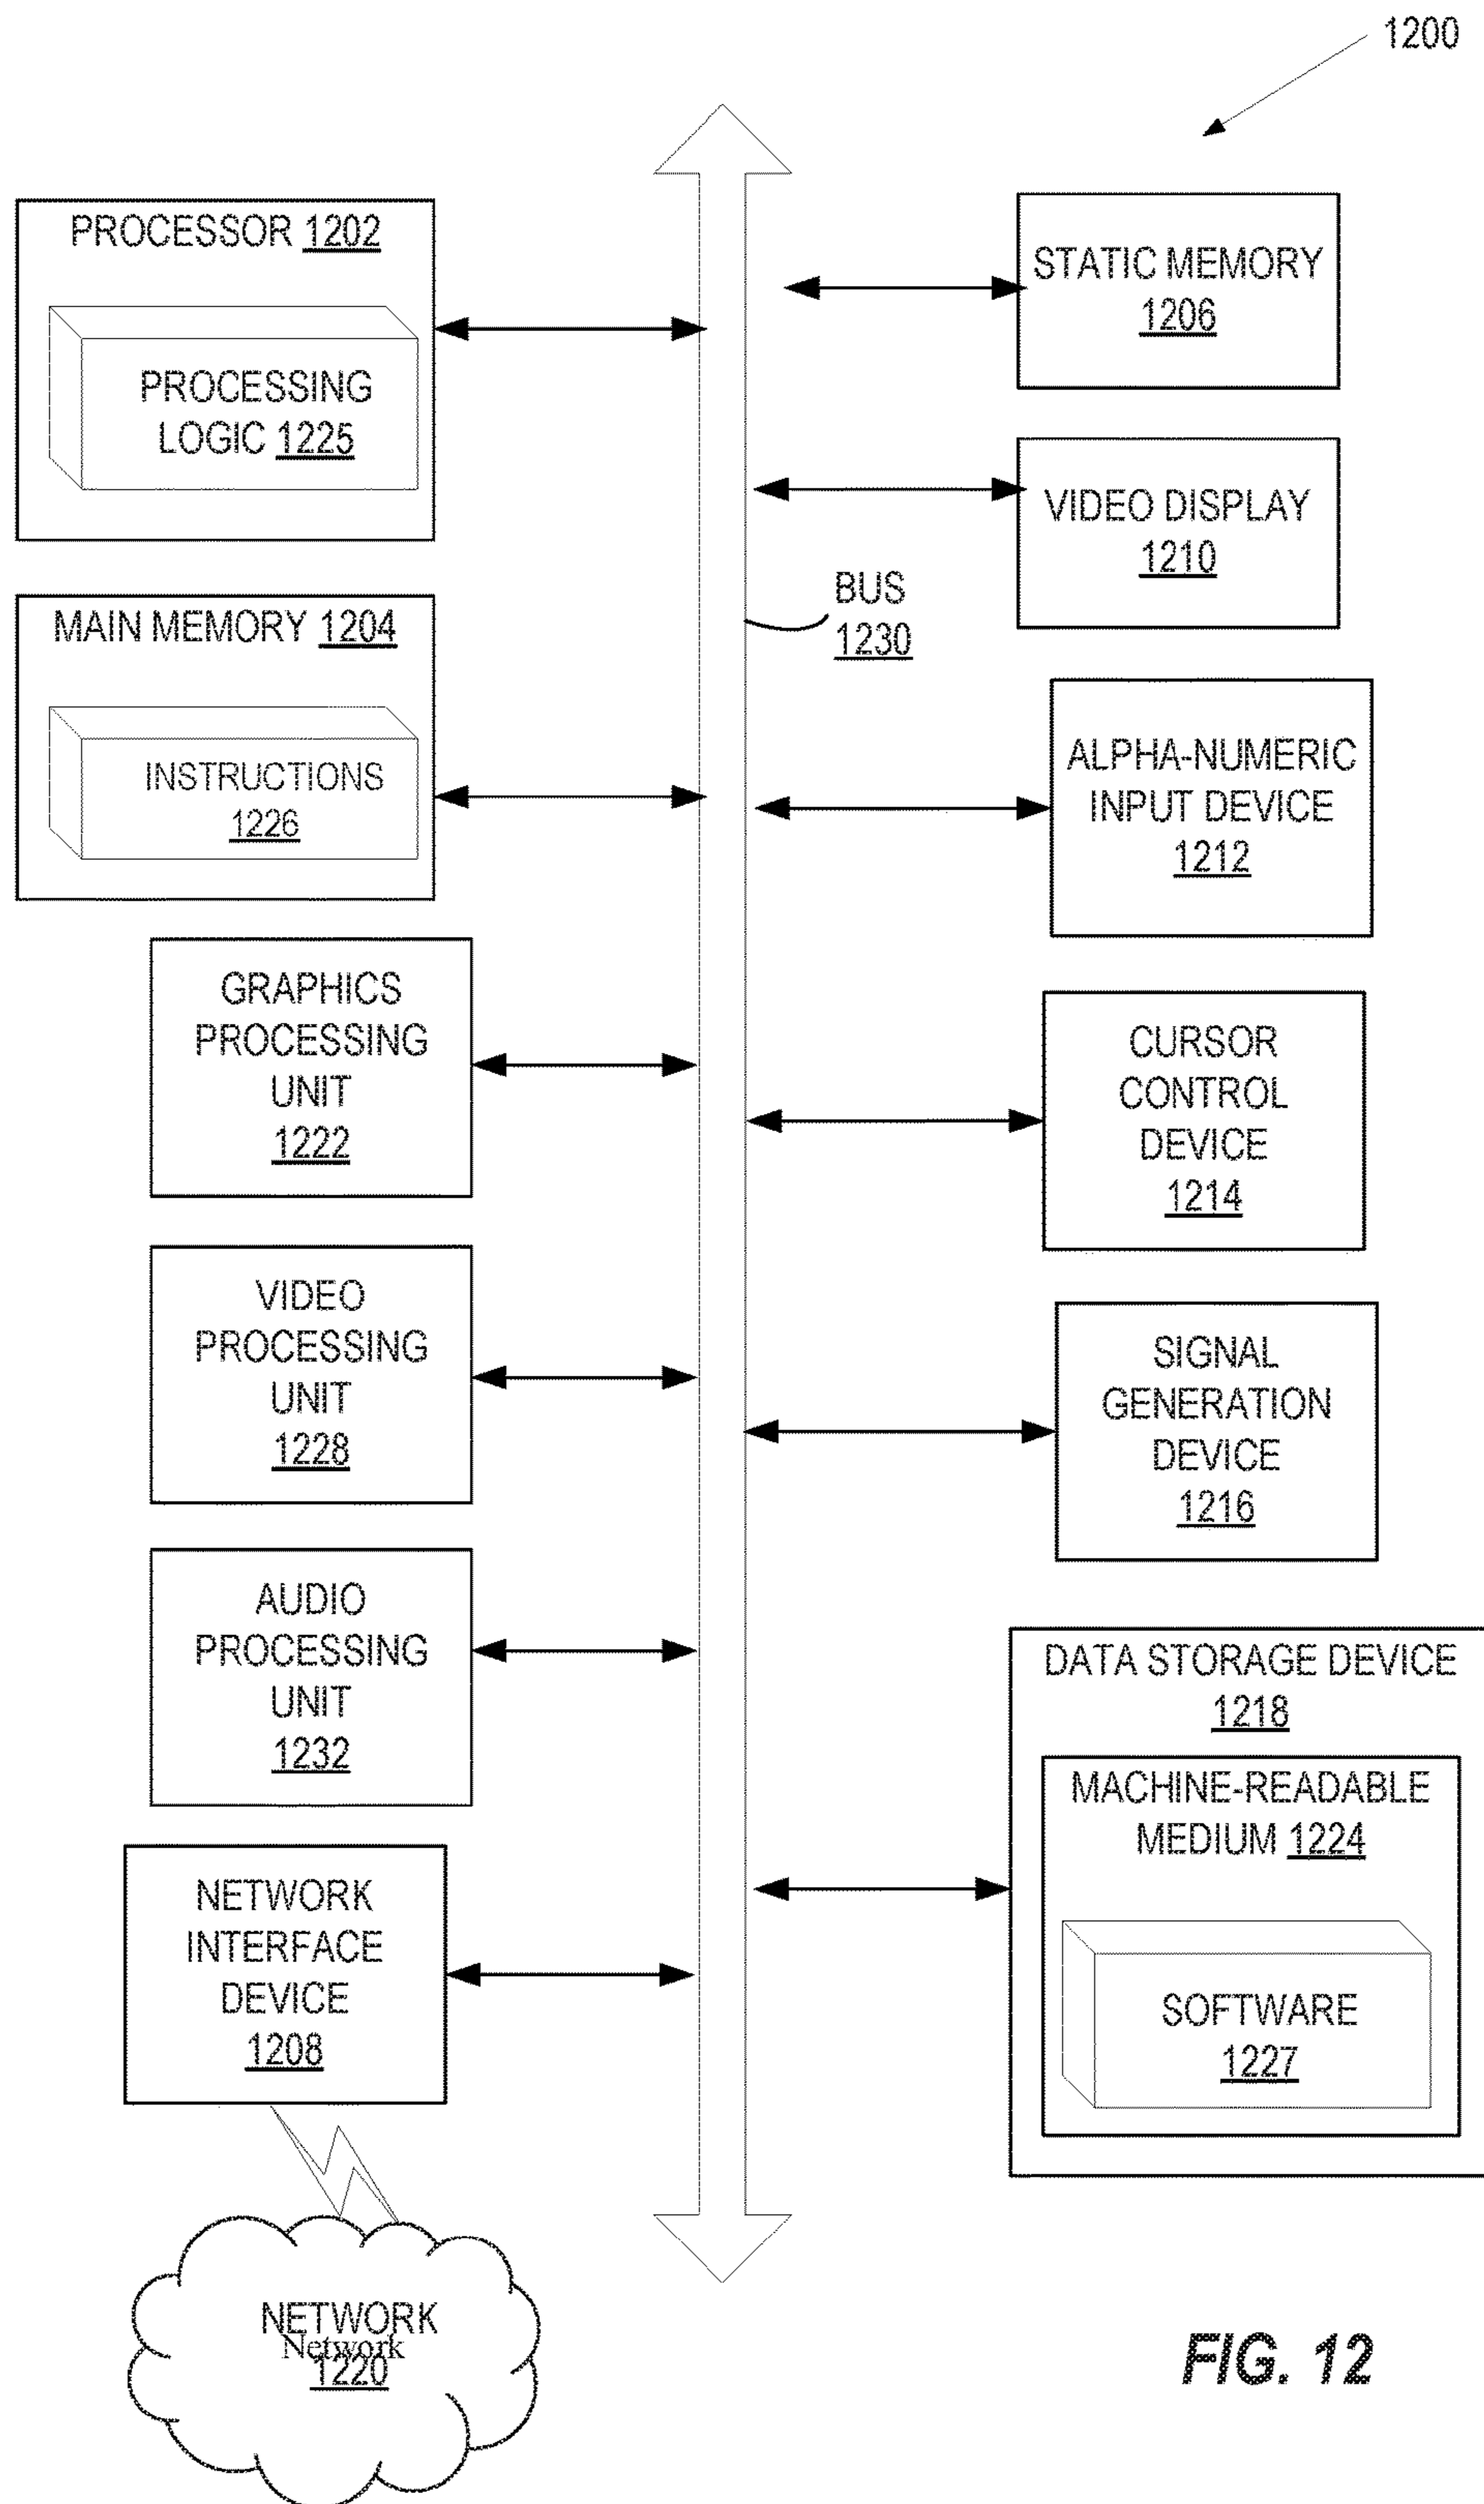 1200
PROCESSOR 1202
PROCESSING
LOGIC 1225
MAIN MEMORY 1204
INSTRUCTIONS
1226
GRAPHICS
PROCESSING
UNIT
1222
VIDEO
PROCESSING
UNIT
1228
AUDIO
PROCESSING
UNIT
1232
NETWORK
INTERFACE
DEVICE
1208
NETWORK
Network
1220
BUS
1230
STATIC MEMORY
1206
VIDEO DISPLAY
1210
ALPHA-NUMERIC
INPUT DEVICE
1212
CURSOR
CONTROL
DEVICE
1214
SIGNAL
GENERATION
DEVICE
1216
DATA STORAGE DEVICE
1218
MACHINE-READABLE
MEDIUM 1224
SOFTWARE
1227
FIG. 12